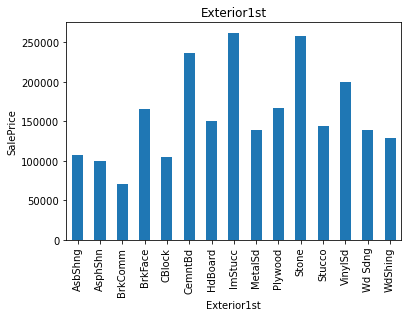 Exterior1st
250000
200000
150000
100000
50000
0
SalePrice
AsbShng
AsphShn
BrkComm
BrkFace
CBlock
CemntBd
HdBoard
ImStucc
MetalSd
Plywood
Stone
Stucco
VinylSd
Wd Sdng
WdShing
Exterior1st